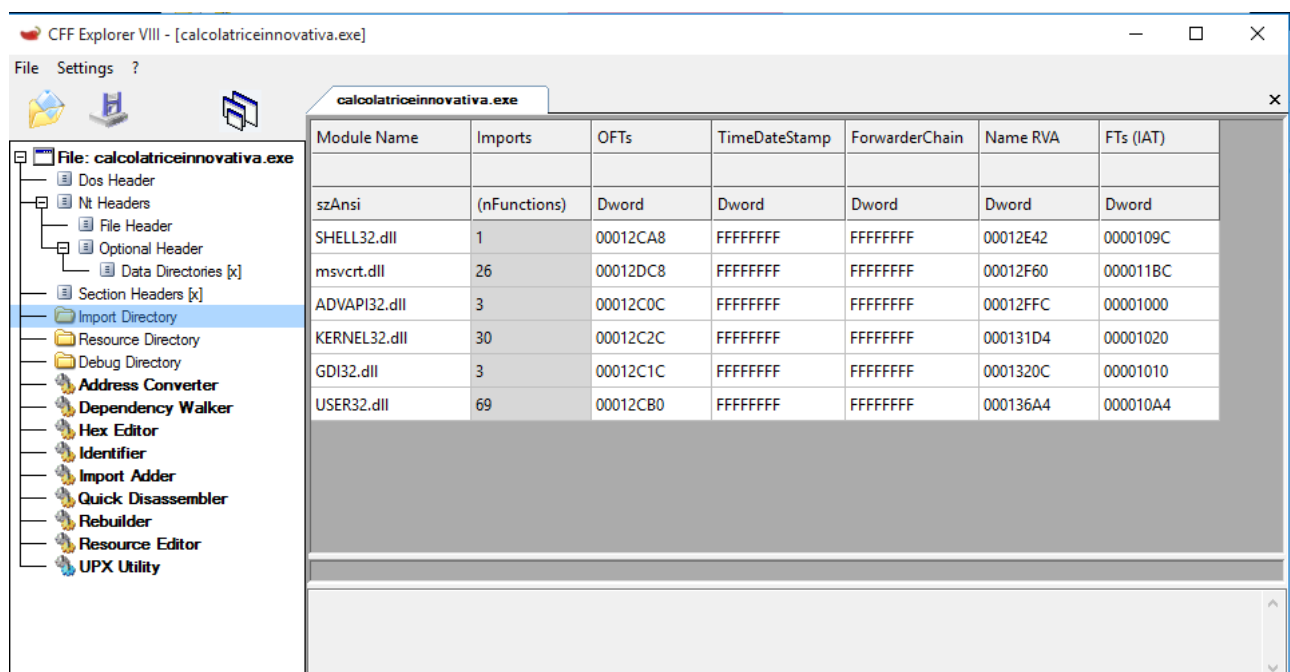 CFF Explorer VIII - [calcolatriceinnovativa.exe]
File Settings ?
calcolatriceinnovativa.exe
File: calcolatriceinnovativa.exe
Dos Header
Nt Headers
File Header
Optional Header
Data Directories [x]
Section Headers [x]
Import Directory
Resource Directory
Debug Directory
Address Converter
Dependency Walker
Hex Editor
Identifier
Import Adder
Quick Disassembler
Rebuilder
Resource Editor
UPX Utility
Module Name Imports OFTs TimeDateStamp ForwarderChain Name RVA FTs (IAT)
szAnsi (nFunctions) Dword Dword Dword Dword Dword
SHELL32.dll 1 00012CA8 FFFFFFFF FFFFFFFF 00012E42 0000109C
msvcrt.dll 26 00012DC8 FFFFFFFF FFFFFFFF 00012F60 000011BC
ADVAPI32.dll 3 00012C0C FFFFFFFF FFFFFFFF 00012FFC 00001000
KERNEL32.dll 30 00012C2C FFFFFFFF FFFFFFFF 000131D4 00001020
GDI32.dll 3 00012C1C FFFFFFFF FFFFFFFF 0001320C 00001010
USER32.dll 69 00012CB0 FFFFFFFF FFFFFFFF 000136A4 000010A4